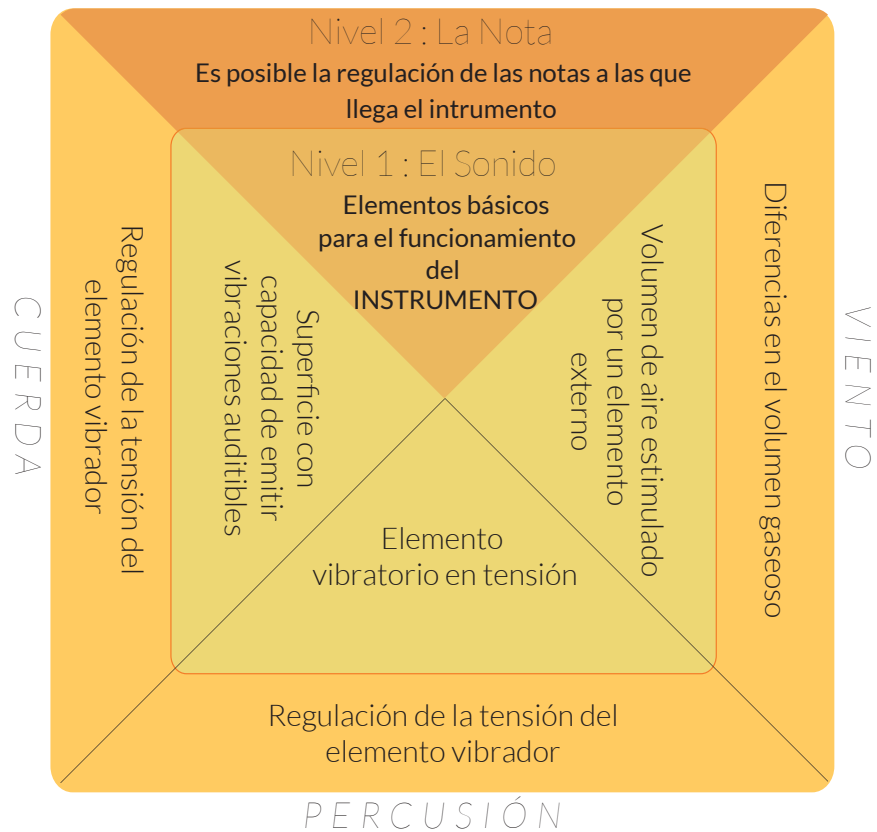 Nivel 2 : La Nota
Es posible la regulación de las notas a las que
llega el intrumento
Nivel 1 : El Sonido
Elementos básicos
para el funcionamiento
del
INSTRUMENTO
CUERDA
Regulación de la tensión del
elemento vibrador
Superficie con
capacidad de emitir
vibraciones auditibles
Volumen de aire estimulado
por un elemento
externo
Diferencias en el volumen gaseoso
VIENTO
Elemento
vibratorio en tensión
Regulación de la tensión del
elemento vibrador
PERCUSIÓN